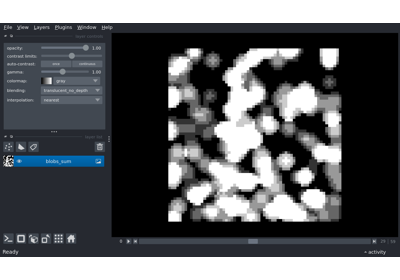 File View Layers Plugins Window Help
opacity: 1.00
contrast limits:
auto-contrast: once continuous
gamma: 1.00
colormap: gray
blending: translucent_no_depth
interpolation: nearest
blobs_sum
Ready
activity